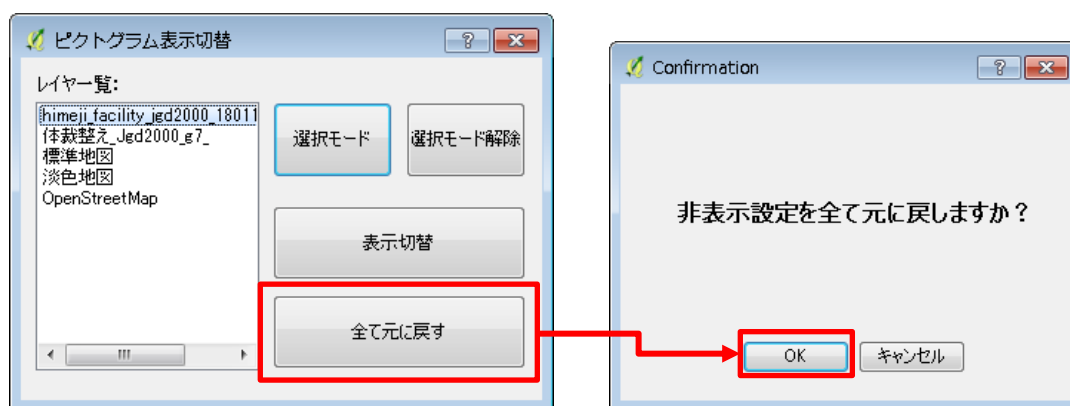 ピクトグラム表示切替
レイヤー覧:
himeji_facility_jgd2000_18011
体裁整え_Jgd2000_g7_
標準地図
淡色地図
OpenStreetMap
選択モード
選択モード解除
表示切替
全て元に戻す
Confirmation
非表示設定を全て元に戻しますか？
OK
キャンセル